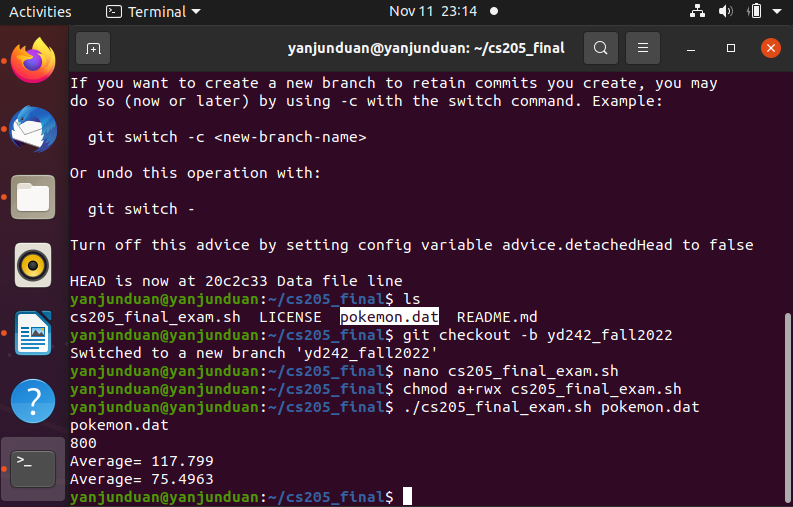 Activities Terminal Nov 11 23:14
yanjunduan@yanjunduan: ~/cs205_final
If you want to create a new branch to retain commits you create, you may
do so (now or later) by using -c with the switch command. Example:
git switch -c <new-branch-name>
Or undo this operation with:
git switch -
Turn off this advice by setting config variable advice.detachedHead to false
HEAD is now at 20c2c33 Data file line
yanjunduan@yanjunduan:~/cs205_final$ ls
cs205_final_exam.sh LICENSE pokemon.dat README.md
yanjunduan@yanjunduan:~/cs205_final$ git checkout -b yd242_fall2022
Switched to a new branch 'yd242_fall2022'
yanjunduan@yanjunduan:~/cs205_final$ nano cs205_final_exam.sh
yanjunduan@yanjunduan:~/cs205_final$ chmod a+rwx cs205_final_exam.sh
yanjunduan@yanjunduan:~/cs205_final$ ./cs205_final_exam.sh pokemon.dat
pokemon.dat
800
Average= 117.799
Average= 75.4963
yanjunduan@yanjunduan:~/cs205_final$